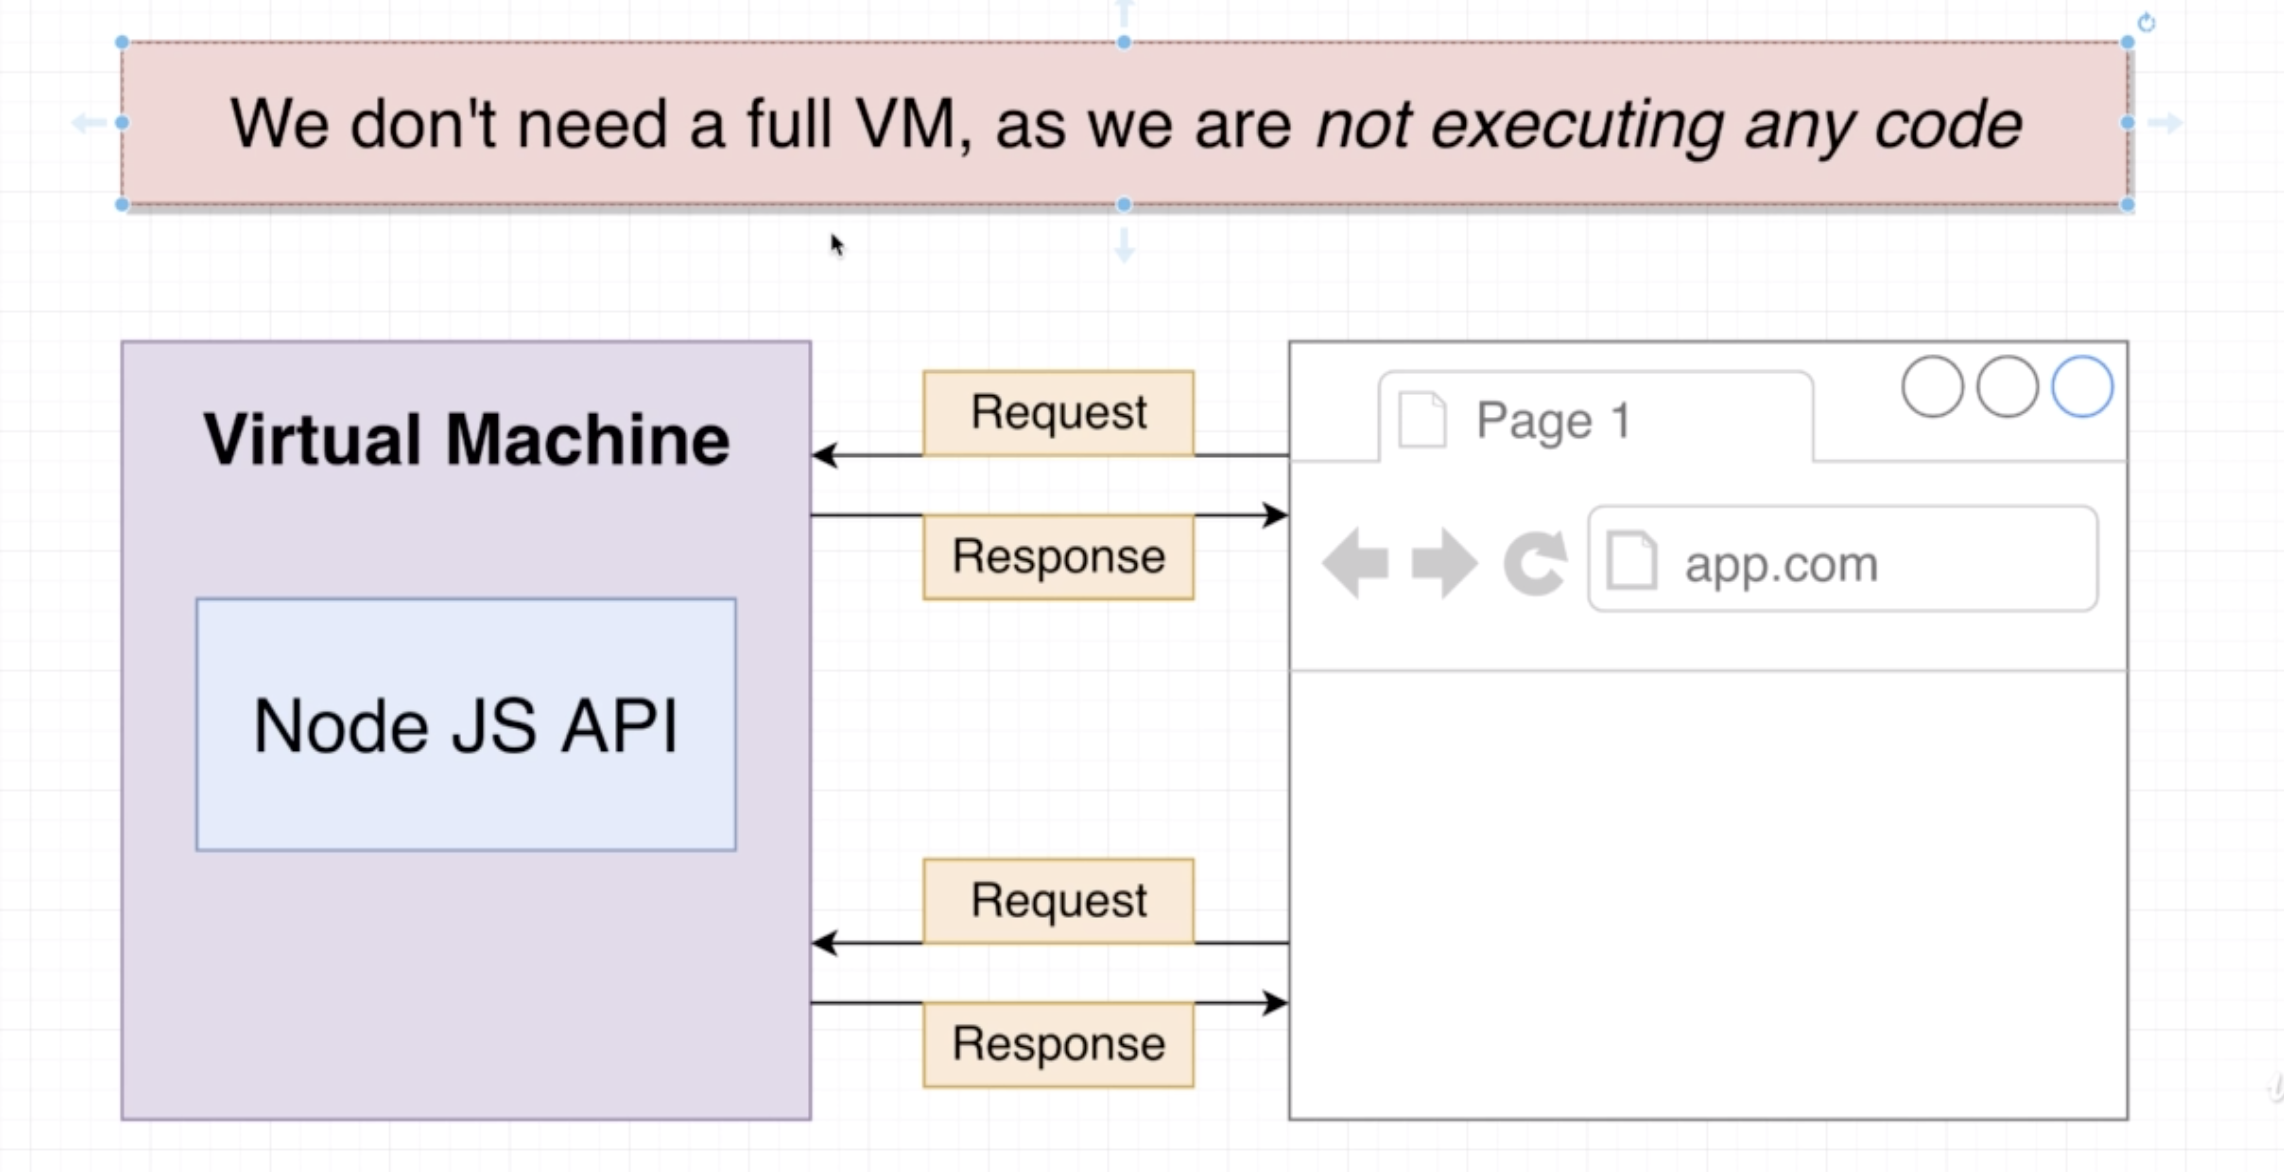 We don't need a full VM, as we are not executing any code
Virtual Machine
Request
Response
Page 1
app.com
Node JS API
Request
Response